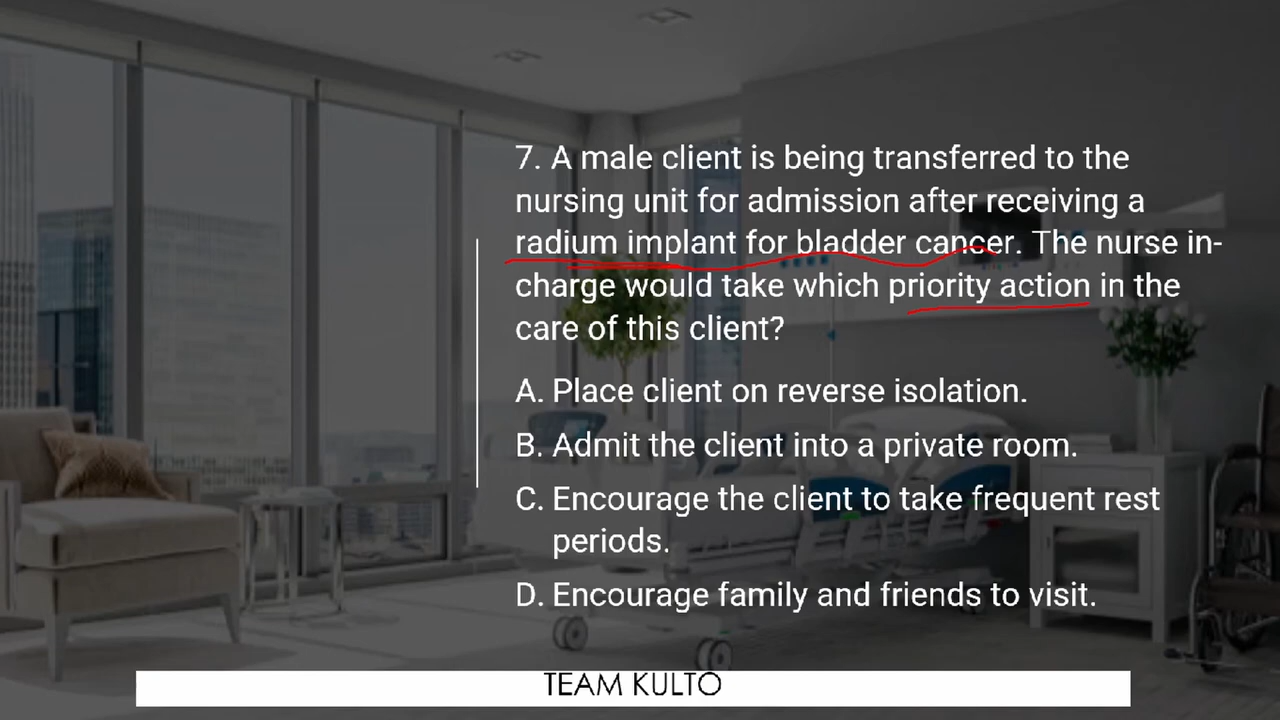 7. A male client is being transferred to the
nursing unit for admission after receiving a
radium implant for bladder cancer. The nurse in-
charge would take which priority action in the
care of this client?
A. Place client on reverse isolation.
B. Admit the client into a private room.
C. Encourage the client to take frequent rest
periods.
D. Encourage family and friends to visit.
TEAM KULTO